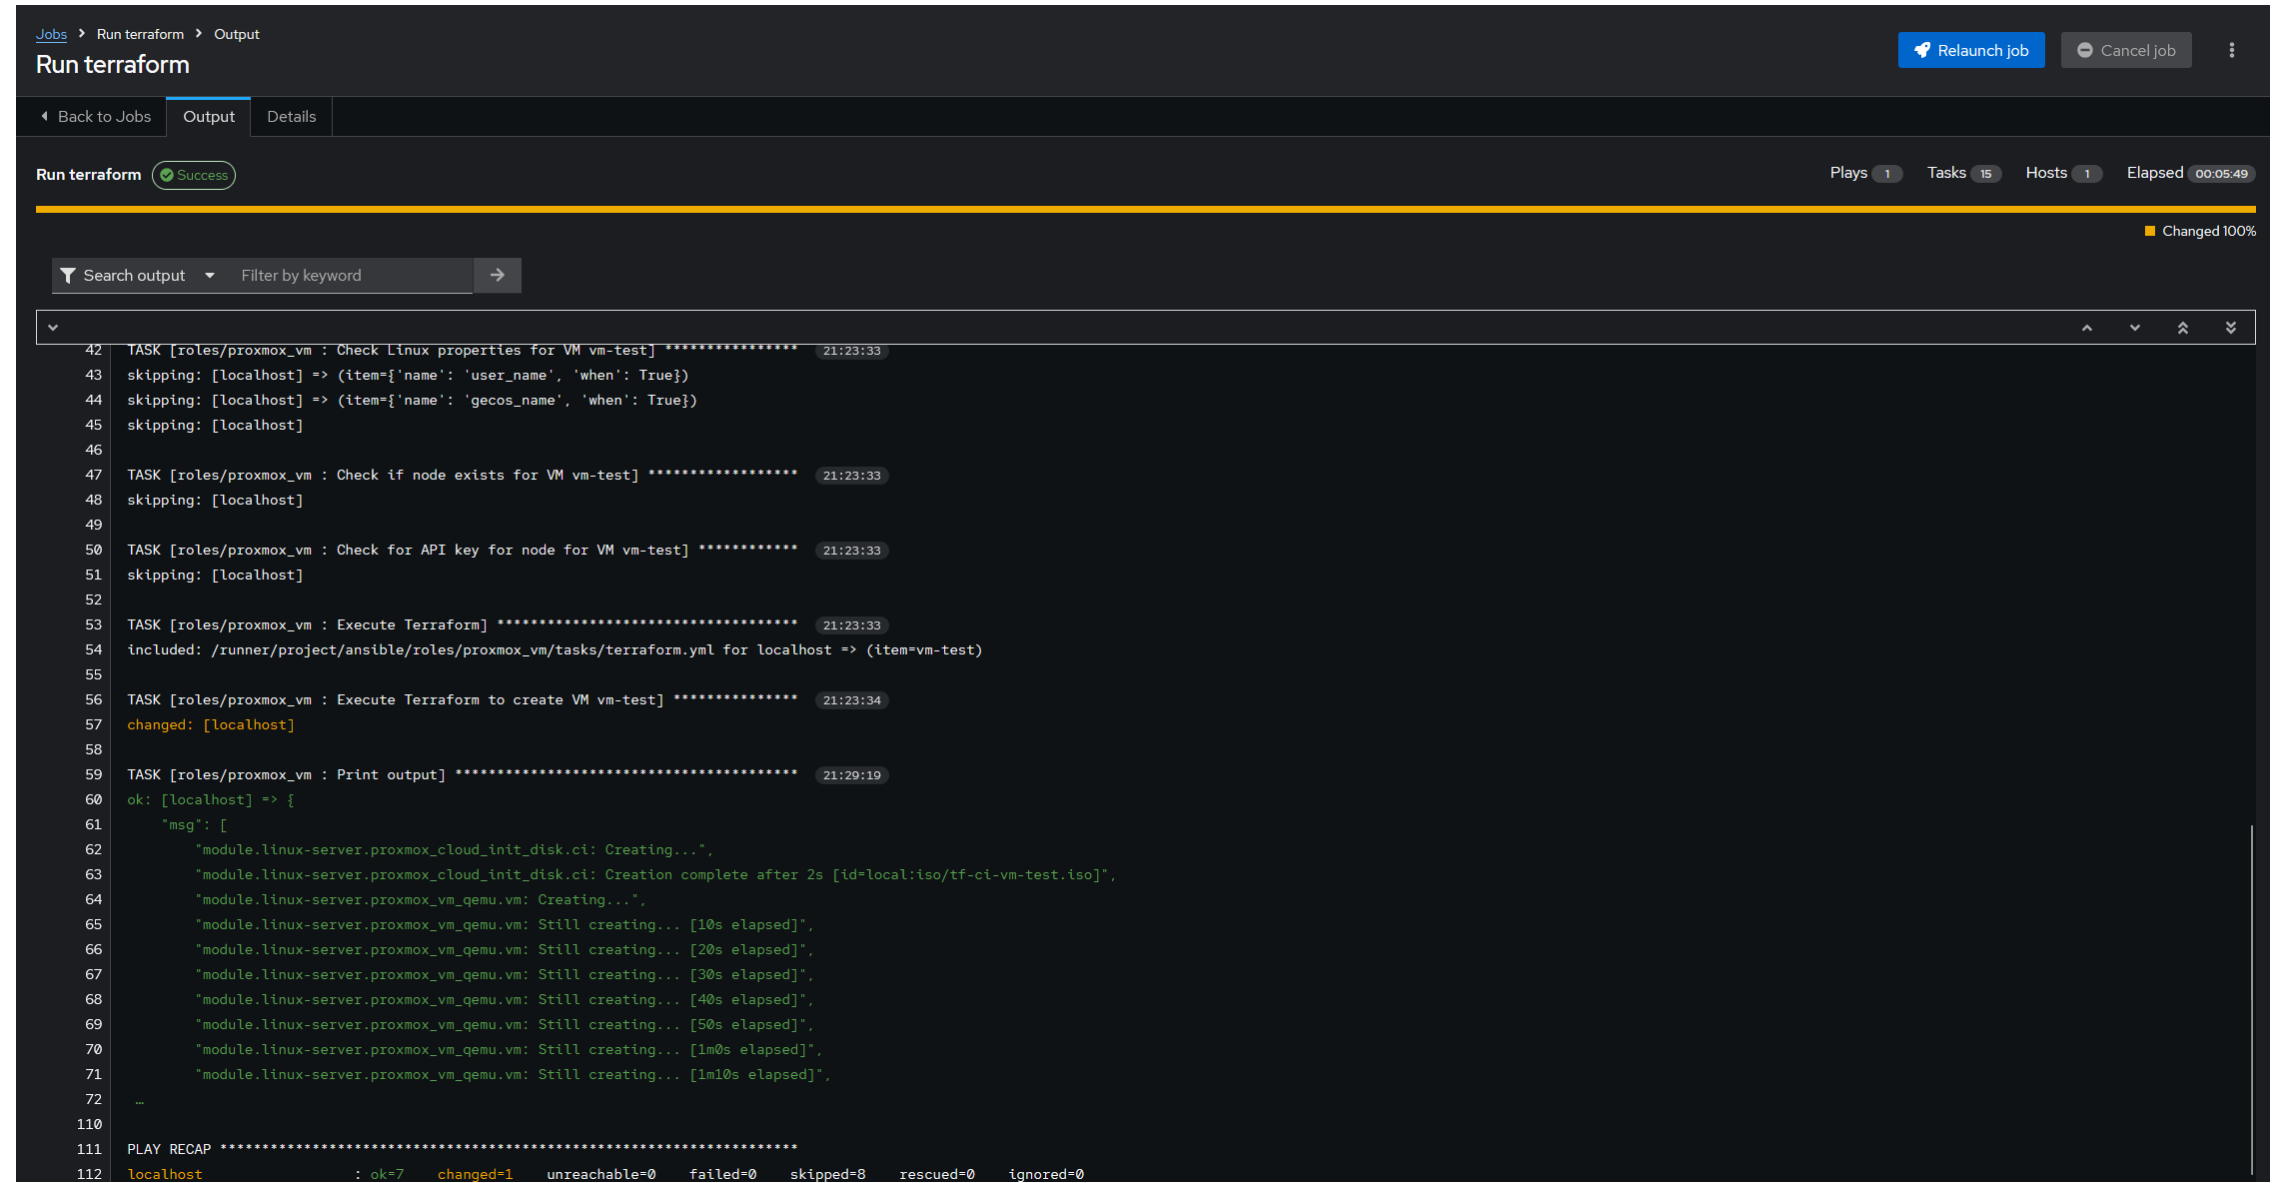 Jobs > Run terraform > Output
Run terraform
Relaunch job
Cancel job
Back to Jobs
Output
Details
Run terraform Success
Plays 1 Tasks 15 Hosts 1 Elapsed 00:05:49
Changed 100%
Search output Filter by keyword
42 TASK [roles/proxmox_vm : Check Linux properties for VM vm-test] **************** 21:23:33
43 skipping: [localhost] => (item={'name': 'user_name', 'when': True})
44 skipping: [localhost] => (item={'name': 'gecos_name', 'when': True})
45 skipping: [localhost]
46
47 TASK [roles/proxmox_vm : Check if node exists for VM vm-test] ****************** 21:23:33
48 skipping: [localhost]
49
50 TASK [roles/proxmox_vm : Check for API key for node for VM vm-test] ************ 21:23:33
51 skipping: [localhost]
52
53 TASK [roles/proxmox_vm : Execute Terraform] ************************************ 21:23:33
54 included: /runner/project/ansible/roles/proxmox_vm/tasks/terraform.yml for localhost => (item=vm-test)
55
56 TASK [roles/proxmox_vm : Execute Terraform to create VM vm-test] *************** 21:23:34
57 changed: [localhost]
58
59 TASK [roles/proxmox_vm : Print output] ***************************************** 21:29:19
60 ok: [localhost] => {
61 "msg": [
62 "module.linux-server.proxmox_cloud_init_disk.ci: Creating...",
63 "module.linux-server.proxmox_cloud_init_disk.ci: Creation complete after 2s [id=local:iso/tf-ci-vm-test.iso]",
64 "module.linux-server.proxmox_vm_qemu.vm: Creating...",
65 "module.linux-server.proxmox_vm_qemu.vm: Still creating... [10s elapsed]",
66 "module.linux-server.proxmox_vm_qemu.vm: Still creating... [20s elapsed]",
67 "module.linux-server.proxmox_vm_qemu.vm: Still creating... [30s elapsed]",
68 "module.linux-server.proxmox_vm_qemu.vm: Still creating... [40s elapsed]",
69 "module.linux-server.proxmox_vm_qemu.vm: Still creating... [50s elapsed]",
70 "module.linux-server.proxmox_vm_qemu.vm: Still creating... [1m0s elapsed]",
71 "module.linux-server.proxmox_vm_qemu.vm: Still creating... [1m10s elapsed]",
72 …
110
111 PLAY RECAP *********************************************************************
112 localhost : ok=7 changed=1 unreachable=0 failed=0 skipped=8 rescued=0 ignored=0